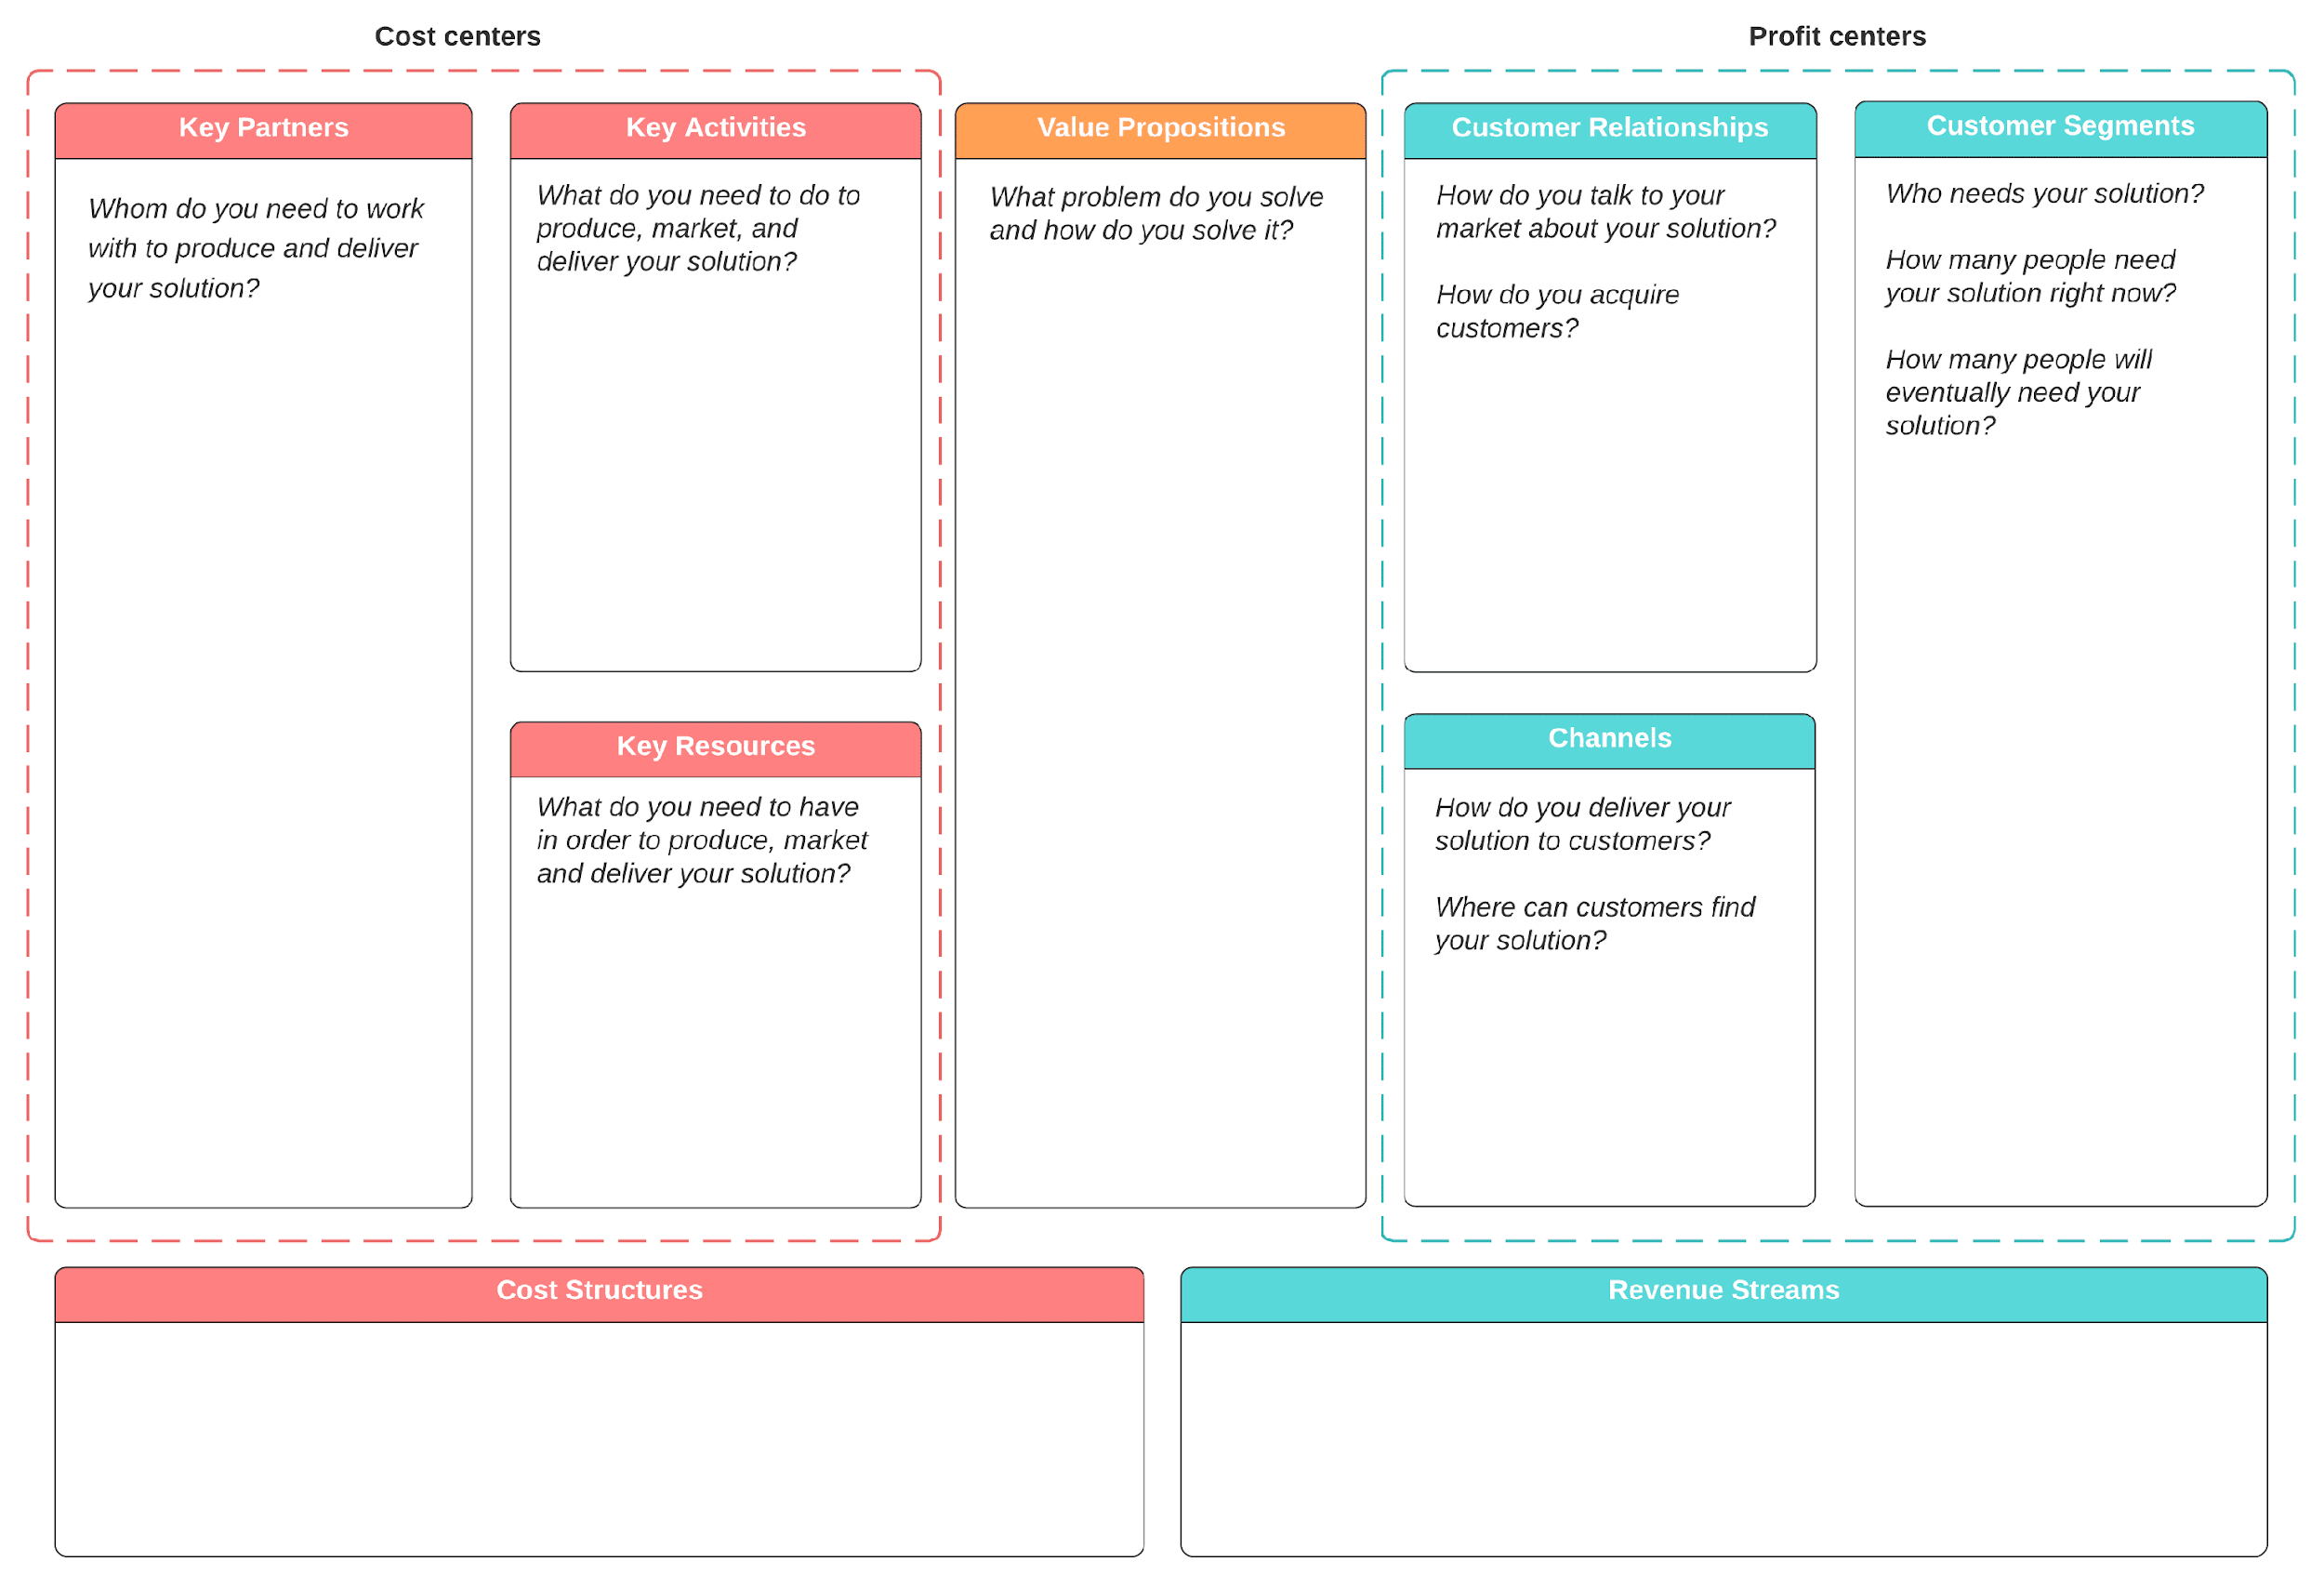 Cost centers
Profit centers
Key Partners
Whom do you need to work
with to produce and deliver
your solution?
Key Activities
What do you need to do to
produce, market, and
deliver your solution?
Key Resources
What do you need to have
in order to produce, market
and deliver your solution?
Value Propositions
What problem do you solve
and how do you solve it?
Customer Relationships
How do you talk to your
market about your solution?
How do you acquire
customers?
Channels
How do you deliver your
solution to customers?
Where can customers find
your solution?
Customer Segments
Who needs your solution?
How many people need
your solution right now?
How many people will
eventually need your
solution?
Cost Structures
Revenue Streams